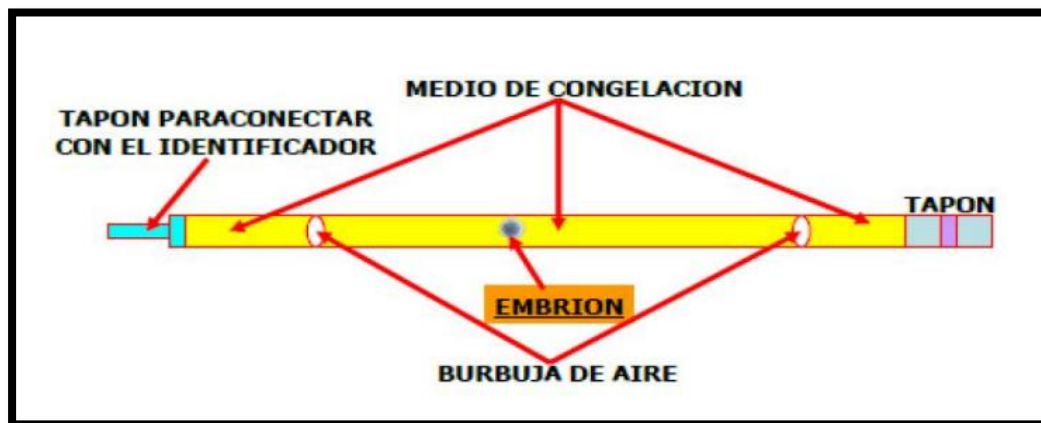 MEDIO DE CONGELACION
TAPON PARACONECTAR
CON EL IDENTIFICADOR
TAPON
EMBRION
BURBUJA DE AIRE